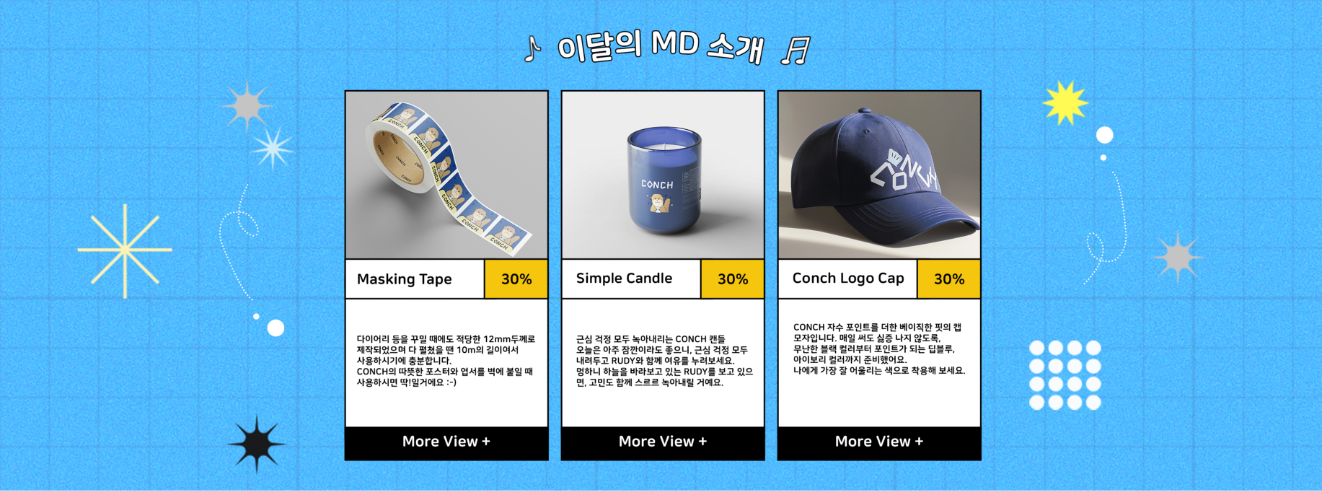 이달의 MD 소개
CONCH
CONCH
CONCH
CONCH
CONCH
CONCH
CONCH
CONCH
Masking Tape
30%
Simple Candle
30%
Conch Logo Cap
30%
다이어리 등을 꾸밀 때에도 적당한 12mm두께로
제작되었으며 다 펼쳤을 땐 10m의 길이여서
사용하시기에 충분합니다.
CONCH의 따뜻한 포스터와 엽서를 벽에 붙일 때
사용하시면 딱!일거에요 :-)
근심 걱정 모두 녹아내리는 CONCH 캔들
오늘은 아주 잠깐이라도 좋으니, 근심 걱정 모두
내려두고 RUDY와 함께 여유를 누려보세요.
멍하니 하늘을 바라보고 있는 RUDY를 보고 있으
면, 고민도 함께 스르르 녹아내릴 거예요.
CONCH 자수 포인트를 더한 베이직한 핏의 캡
모자입니다. 매일 써도 싫증 나지 않도록,
무난한 블랙 컬러부터 포인트가 되는 딥블루,
아이보리 컬러까지 준비했어요.
나에게 가장 잘 어울리는 색으로 착용해 보세요.
More View +
More View +
More View +